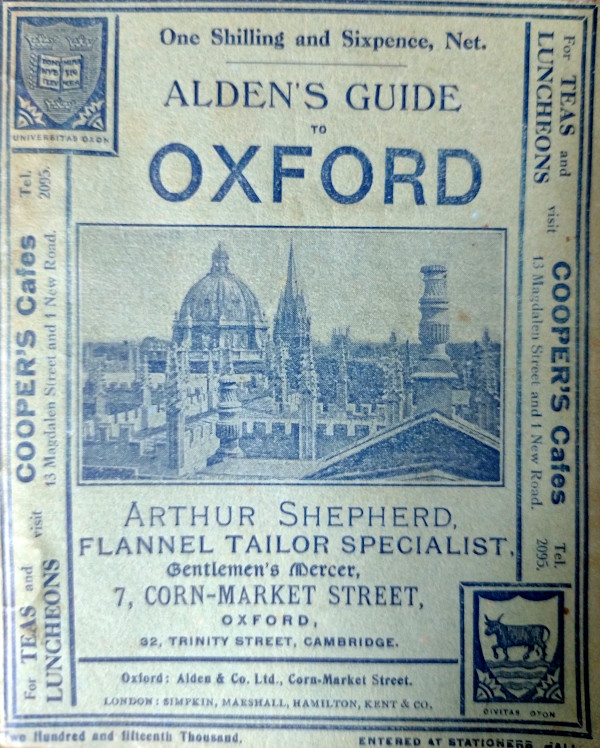 One Shilling and Sixpence, Net.
UNIVERSITAS OXON
ALDEN'S GUIDE
TO
OXFORD
For TEAS and
LUNCHEONS
visit
COOPER'S Cafes
13 Magdalen Street and 1 New Road.
Tel.
2095.
For TEAS and
LUNCHEONS
visit
COOPER'S Cafes
13 Magdalen Street and 1 New Road.
Tel.
2095.
ARTHUR SHEPHERD,
FLANNEL TAILOR SPECIALIST,
Gentlemen's Mercer,
7, CORN-MARKET STREET,
OXFORD,
32, TRINITY STREET, CAMBRIDGE.
Oxford: Alden & Co. Ltd., Corn-Market Street.
LONDON: SIMPKIN, MARSHALL, HAMILTON, KENT & CO.
CIVITAS OXON
Two Hundred and fifteenth Thousand.
ENTERED AT STATIONERS